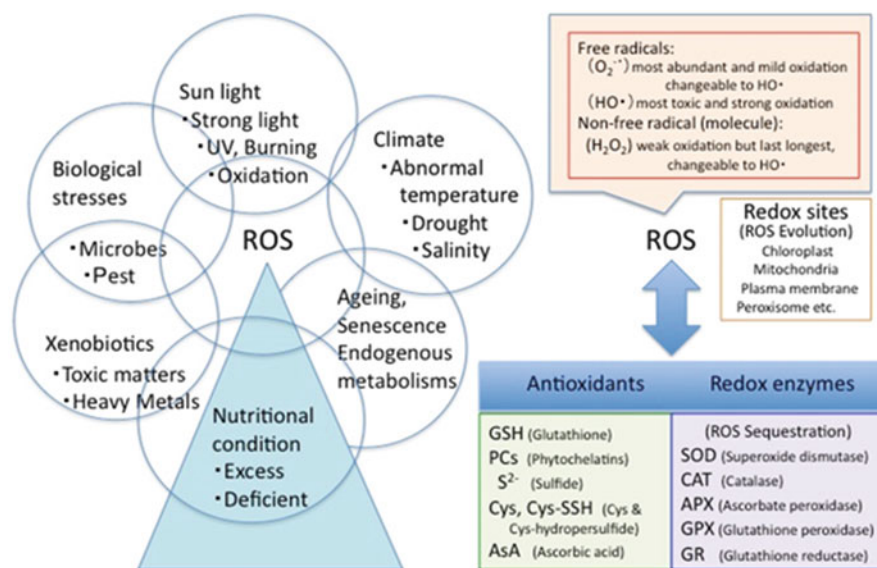 Sun light
・Strong light
・UV, Burning
・Oxidation
Climate
・Abnormal
temperature
・Drought
・Salinity
Biological
stresses
・Microbes
・Pest
ROS
Ageing,
Senescence
Endogenous
metabolisms
Xenobiotics
・Toxic matters
・Heavy Metals
Nutritional
condition
・Excess
・Deficient
Free radicals:
(O₂˙⁻) most abundant and mild oxidation
changeable to HO•
(HO•) most toxic and strong oxidation
Non-free radical (molecule):
(H₂O₂) weak oxidation but last longest,
changeable to HO•
ROS
Redox sites
(ROS Evolution)
Chloroplast
Mitochondria
Plasma membrane
Peroxisome etc.
Antioxidants
GSH (Glutathione)
PCs (Phytochelatins)
S²⁻ (Sulfide)
Cys, Cys-SSH (Cys &
Cys-hydropersulfide)
AsA (Ascorbic acid)
Redox enzymes
(ROS Sequestration)
SOD (Superoxide dismutase)
CAT (Catalase)
APX (Ascorbate peroxidase)
GPX (Glutathione peroxidase)
GR (Glutathione reductase)